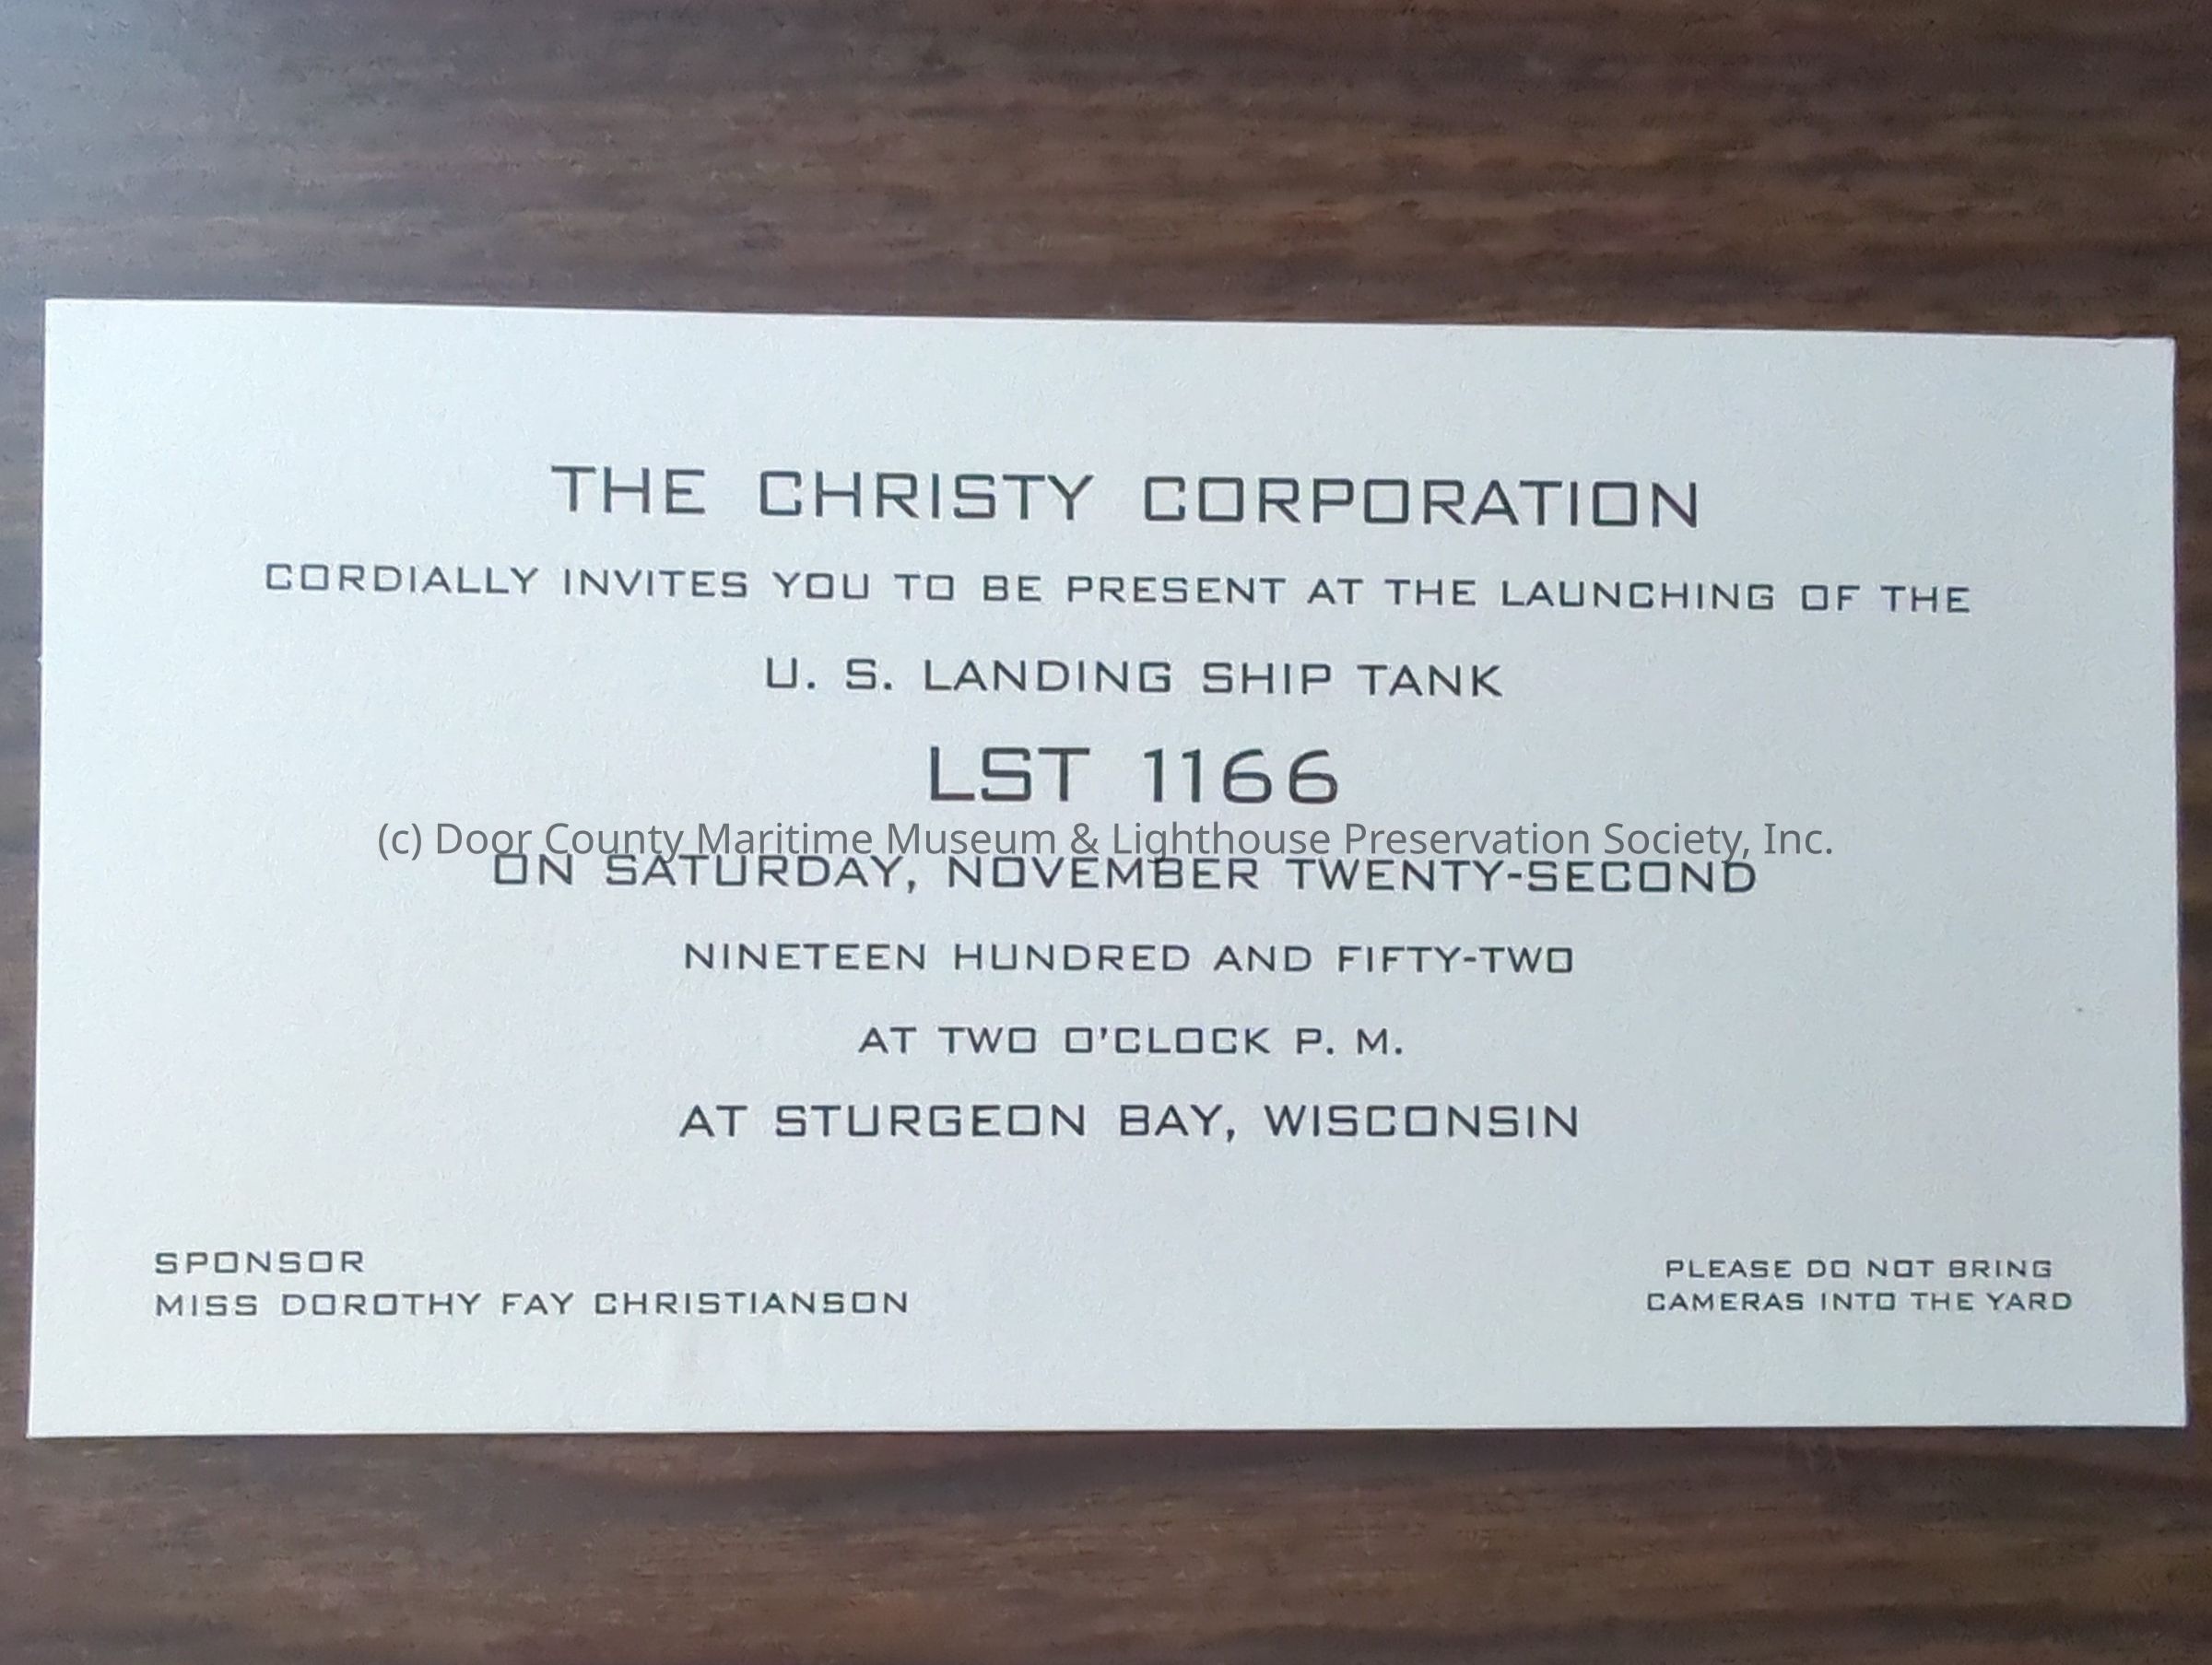 THE CHRISTY CORPORATION
CORDIALLY INVITES YOU TO BE PRESENT AT THE LAUNCHING OF THE
U. S. LANDING SHIP TANK
LST 1166
(c) Door County Maritime Museum & Lighthouse Preservation Society, Inc.
ON SATURDAY, NOVEMBER TWENTY-SECOND
NINETEEN HUNDRED AND FIFTY-TWO
AT TWO O'CLOCK P. M.
AT STURGEON BAY, WISCONSIN
SPONSOR
MISS DOROTHY FAY CHRISTIANSON
PLEASE DO NOT BRING
CAMERAS INTO THE YARD